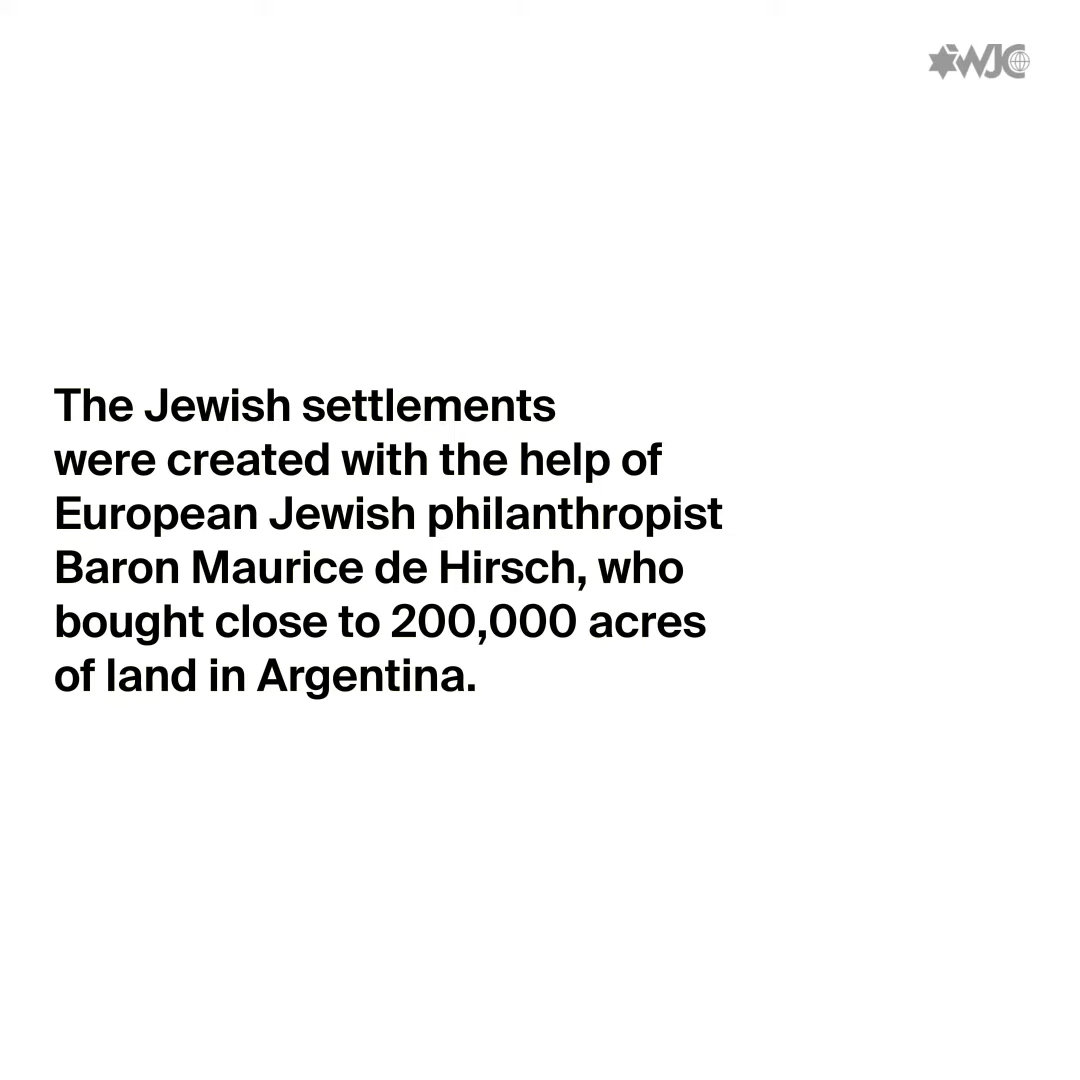 WJC
The Jewish settlements
were created with the help of
European Jewish philanthropist
Baron Maurice de Hirsch, who
bought close to 200,000 acres
of land in Argentina.